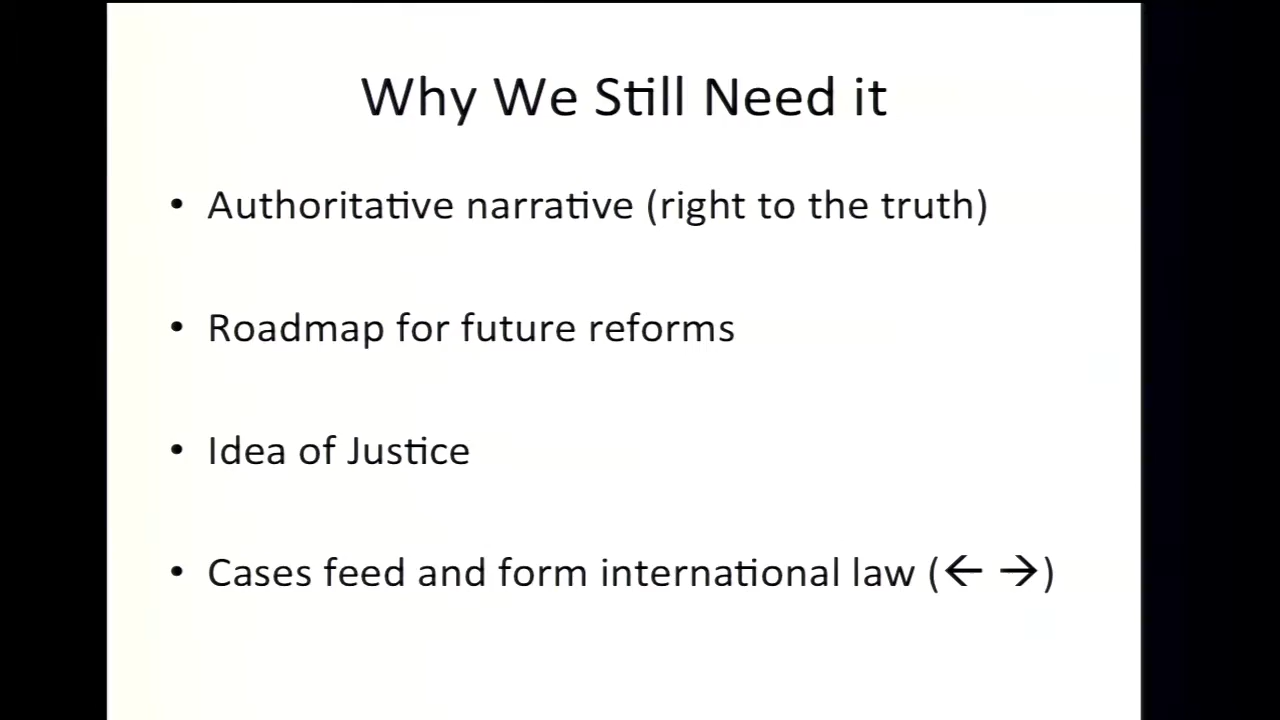 Why We Still Need it
• Authoritative narrative (right to the truth)
• Roadmap for future reforms
• Idea of Justice
• Cases feed and form international law (← →)